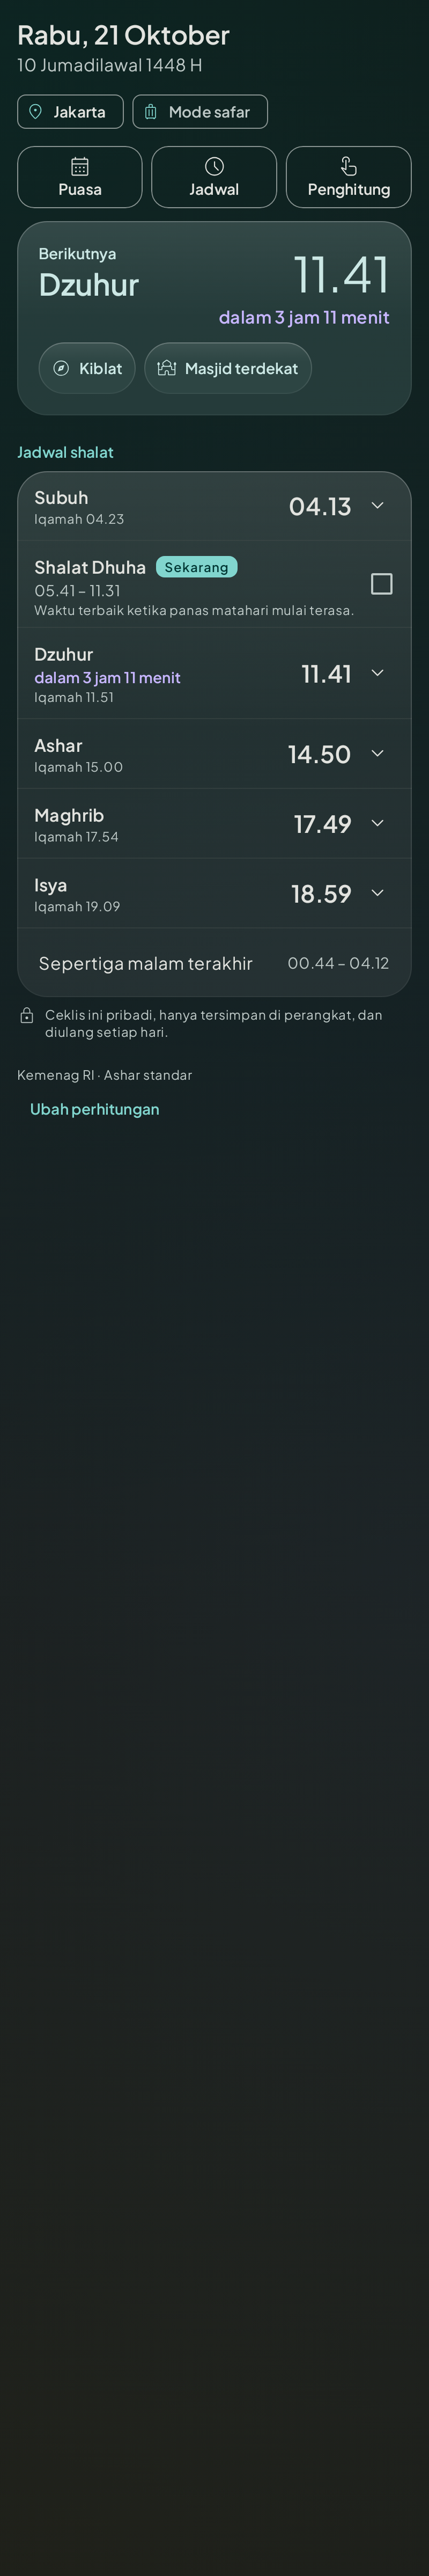 Rabu, 21 Oktober
10 Jumadilawal 1448 H
Jakarta
Mode safar
Puasa
Jadwal
Penghitung
Berikutnya
Dzuhur
11.41
dalam 3 jam 11 menit
Kiblat
Masjid terdekat
Jadwal shalat
Subuh
Iqamah 04.23
04.13
Shalat Dhuha
Sekarang
05.41 – 11.31
Waktu terbaik ketika panas matahari mulai terasa.
Dzuhur
dalam 3 jam 11 menit
Iqamah 11.51
11.41
Ashar
Iqamah 15.00
14.50
Maghrib
Iqamah 17.54
17.49
Isya
Iqamah 19.09
18.59
Sepertiga malam terakhir
00.44 – 04.12
Ceklis ini pribadi, hanya tersimpan di perangkat, dan
diulang setiap hari.
Kemenag RI · Ashar standar
Ubah perhitungan